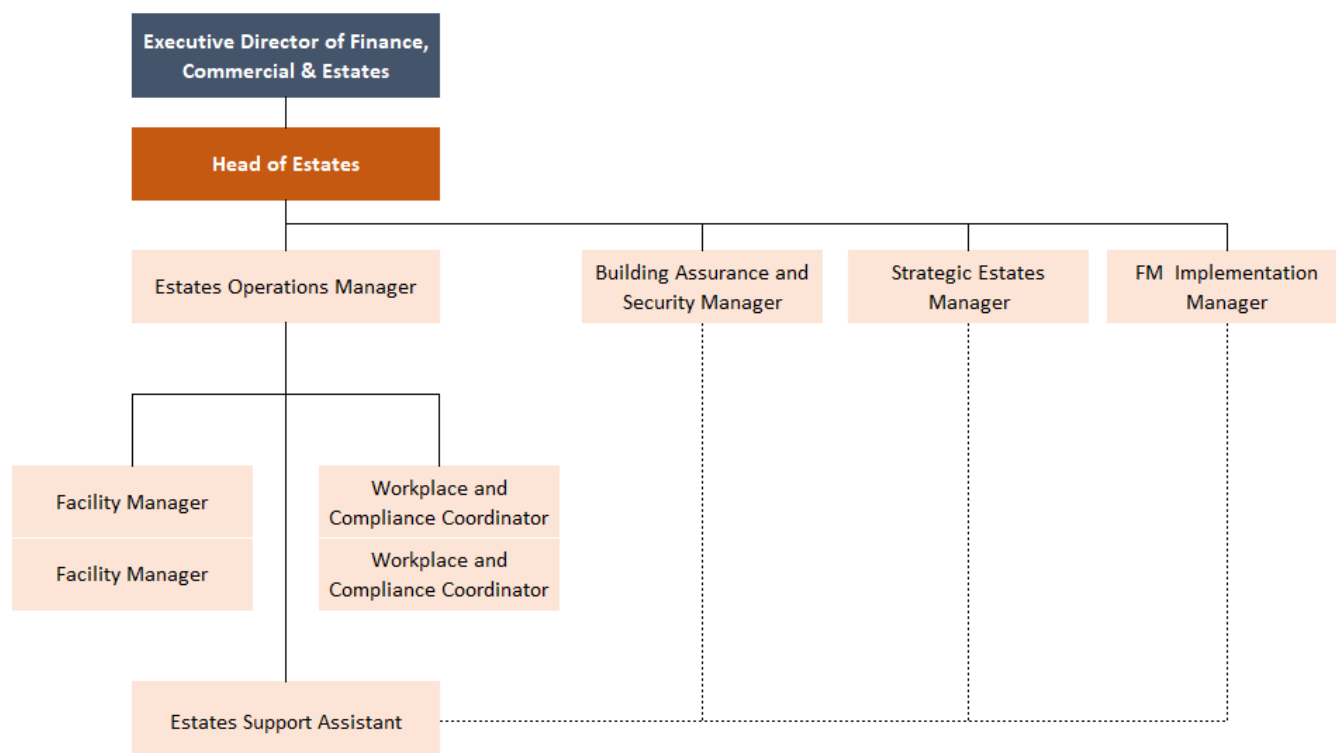 Executive Director of Finance,
Commercial & Estates
Head of Estates
Estates Operations Manager
Building Assurance and
Security Manager
Strategic Estates
Manager
FM  Implementation
Manager
Facility Manager
Facility Manager
Workplace and
Compliance Coordinator
Workplace and
Compliance Coordinator
Estates Support Assistant